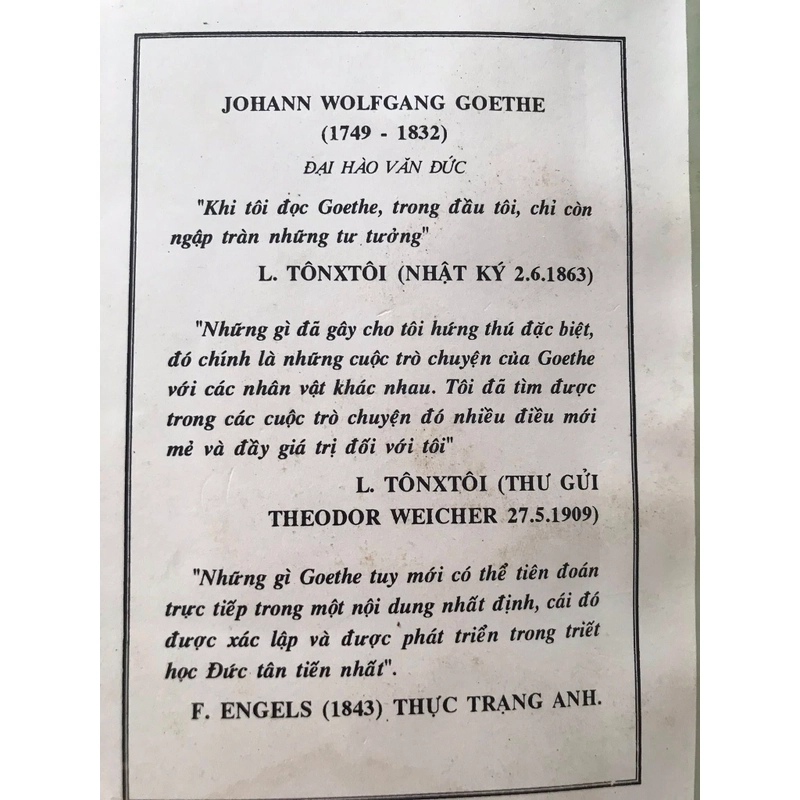 JOHANN WOLFGANG GOETHE
(1749 - 1832)
ĐẠI HÀO VĂN ĐỨC
"Khi tôi đọc Goethe, trong đầu tôi, chỉ còn
ngập tràn những tư tưởng"
L. TÔNXTÔI (NHẬT KÝ 2.6.1863)
"Những gì đã gây cho tôi hứng thú đặc biệt,
đó chính là những cuộc trò chuyện của Goethe
với các nhân vật khác nhau. Tôi đã tìm được
trong các cuộc trò chuyện đó nhiều điều mới
mẻ và đầy giá trị đối với tôi"
L. TÔNXTÔI (THƯ GỬI
THEODOR WEICHER 27.5.1909)
"Những gì Goethe tuy mới có thể tiên đoán
trực tiếp trong một nội dung nhất định, cái đó
được xác lập và được phát triển trong triết
học Đức tân tiến nhất".
F. ENGELS (1843) THỰC TRẠNG ANH.